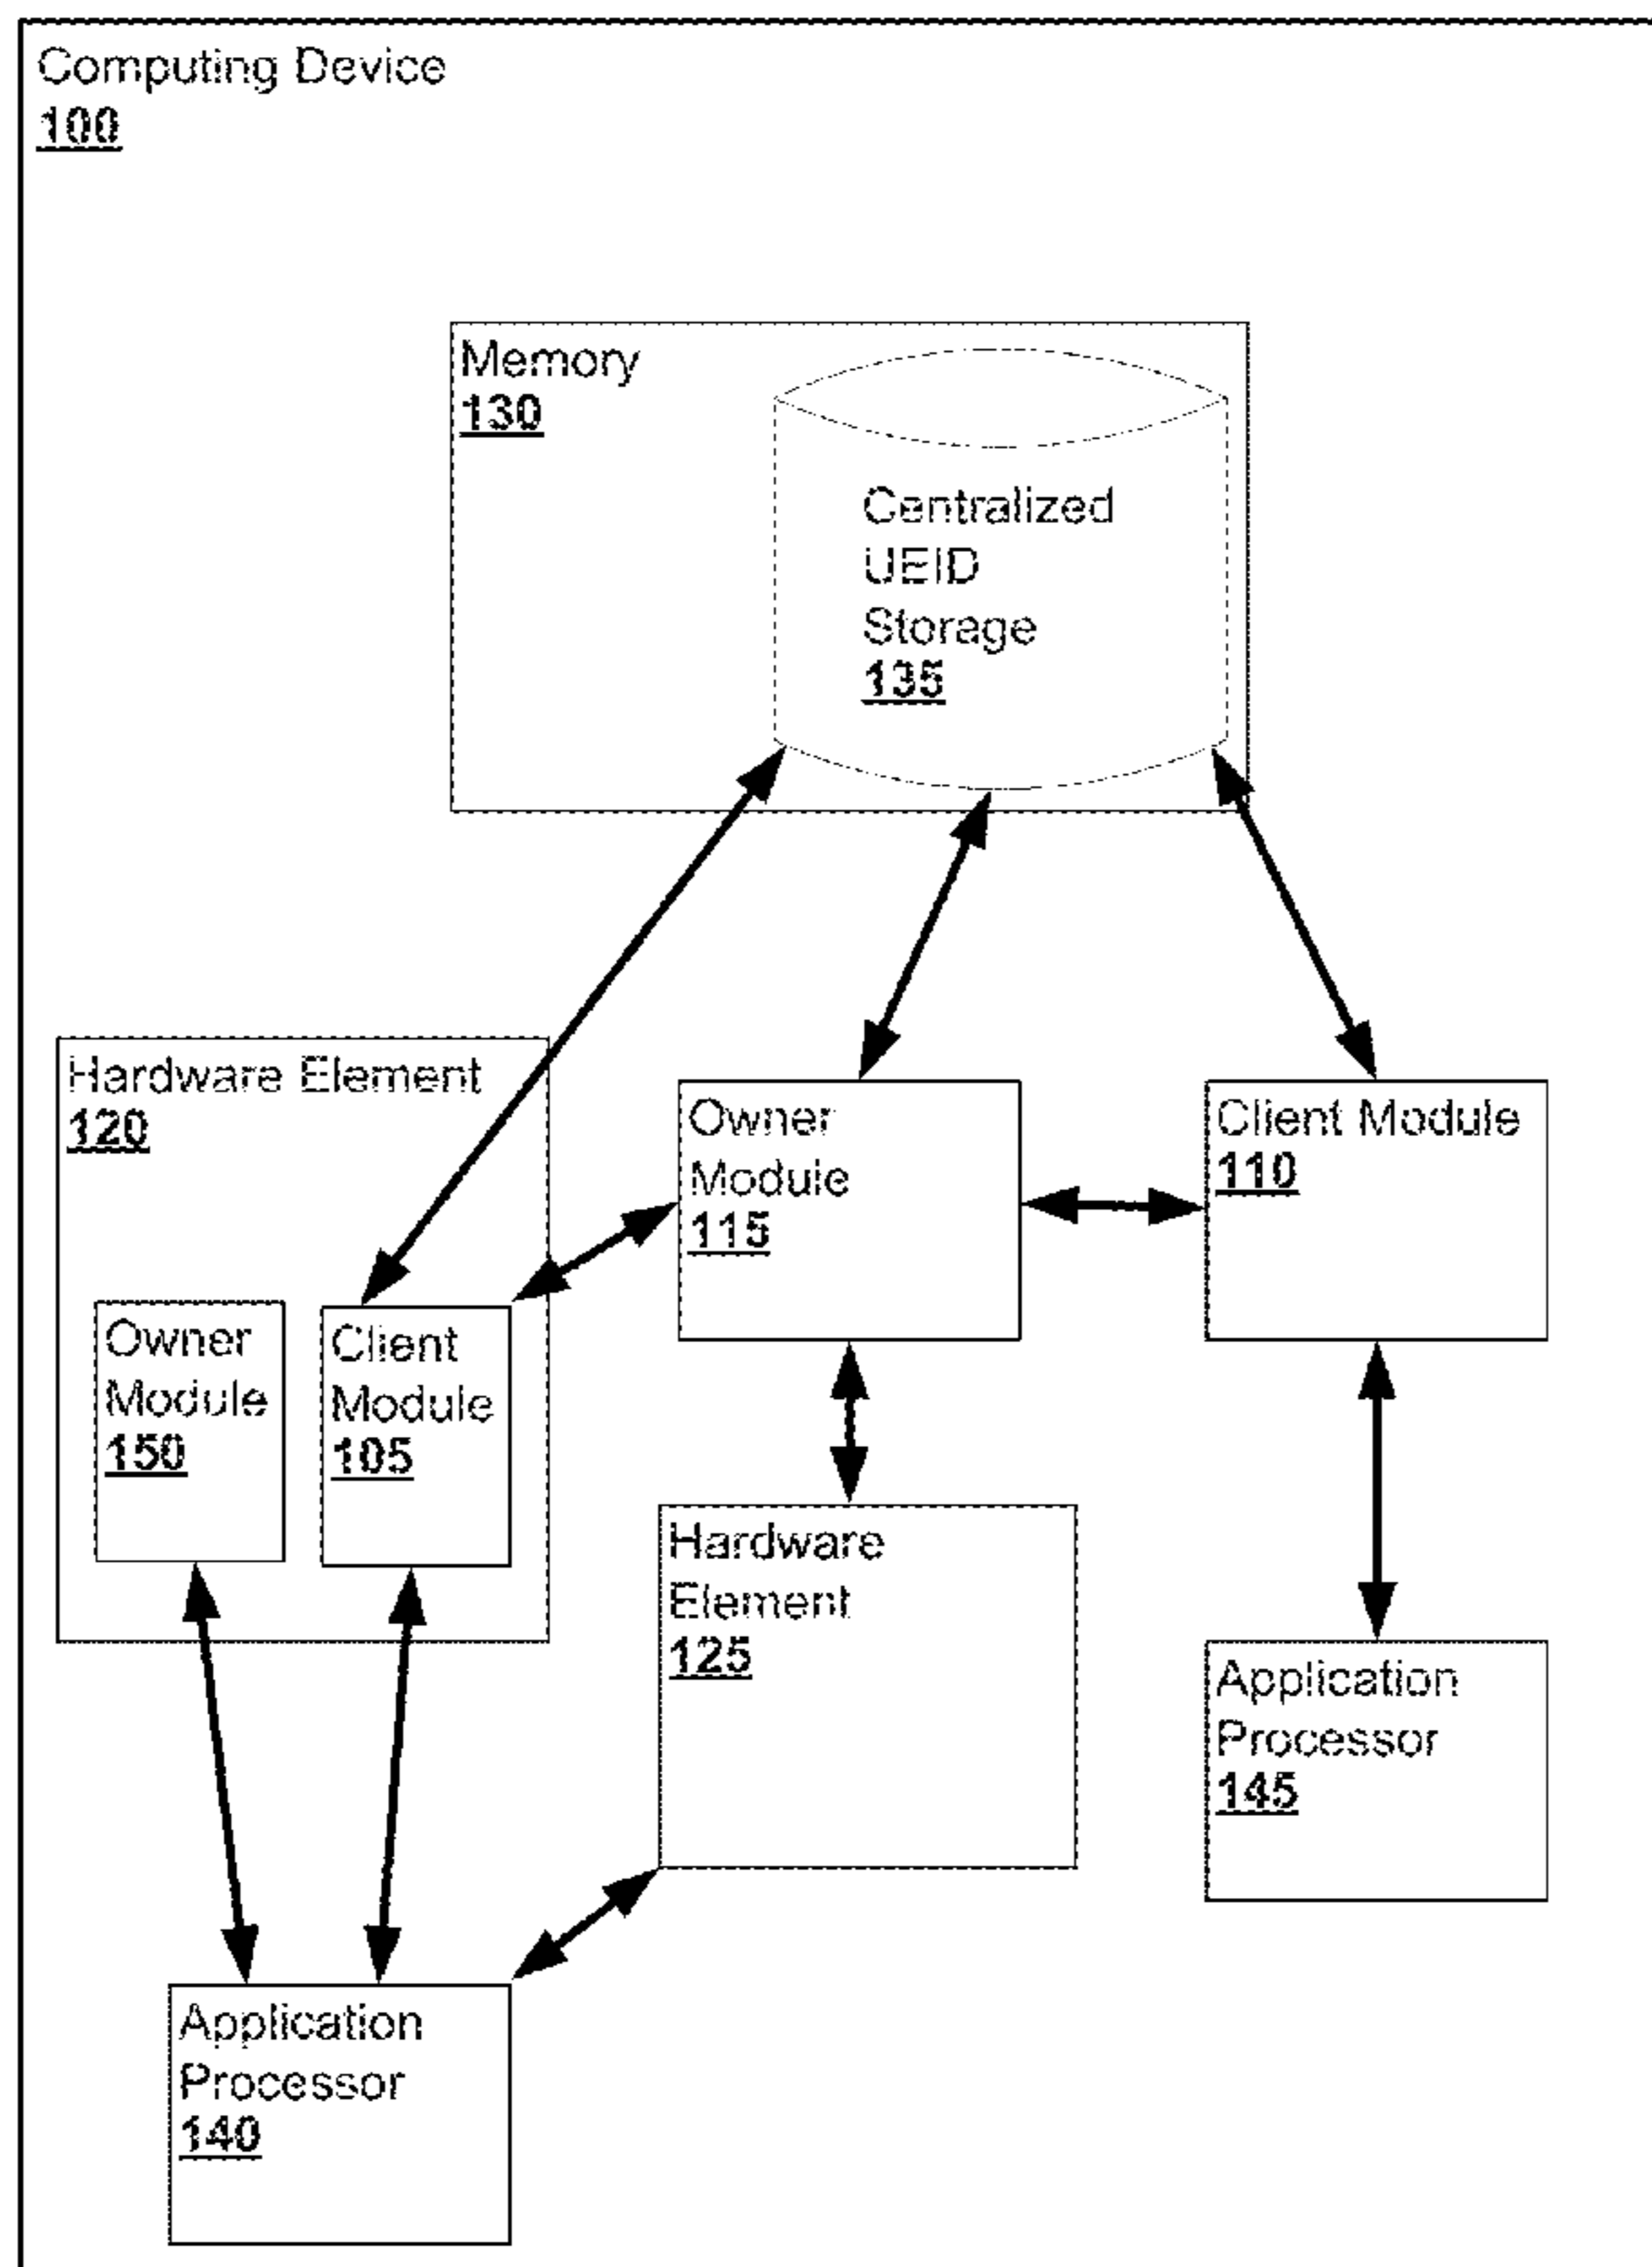 Computing Device
100
Memory
130
Centralized
UEID
Storage
135
Hardware Element
120
Owner
Module
115
Client Module
110
Owner
Module
150
Client
Module
105
Hardware
Element
125
Application
Processor
145
Application
Processor
140